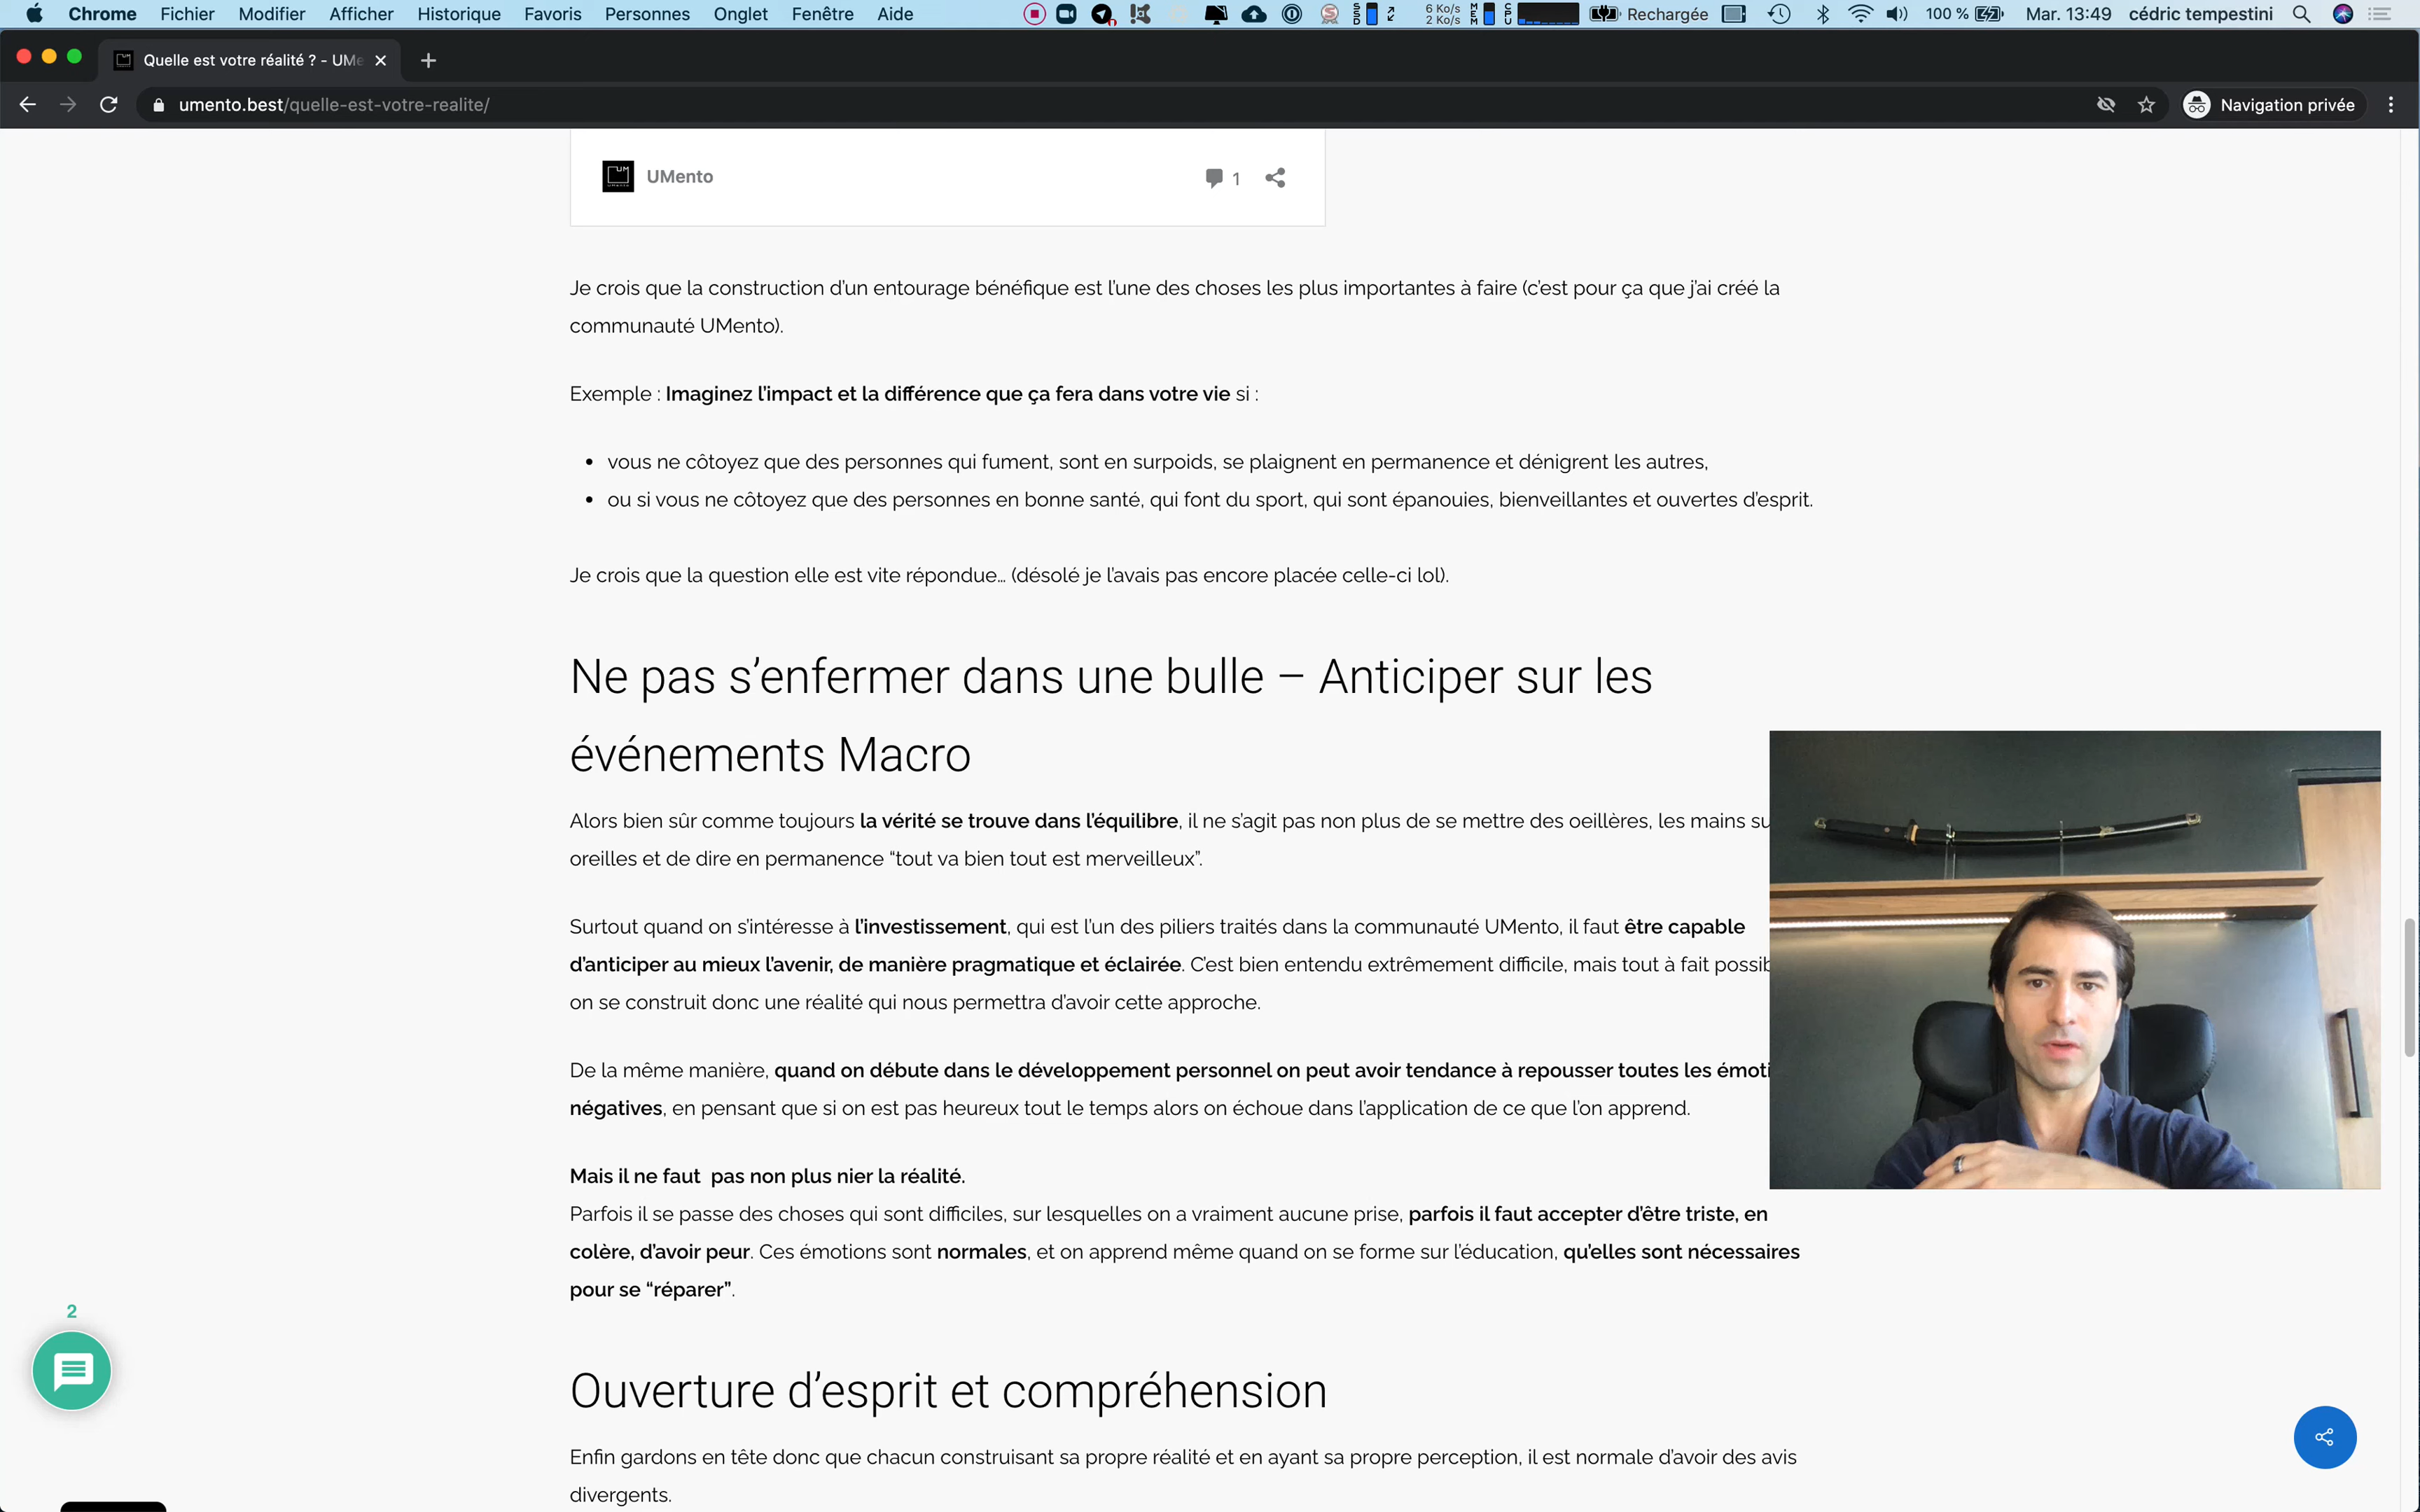 Chrome Fichier Modifier Afficher Historique Favoris Personnes Onglet Fenêtre Aide 6 Ko/s 2 Ko/s Rechargée 100 % Mar. 13:49 cédric tempestini
Quelle est votre réalité ? - UMe
umento.best/quelle-est-votre-realite/ Navigation privée
UMento 1
Je crois que la construction d'un entourage bénéfique est l'une des choses les plus importantes à faire (c'est pour ça que j'ai créé la
communauté UMento).
Exemple : Imaginez l'impact et la différence que ça fera dans votre vie si :
• vous ne côtoyez que des personnes qui fument, sont en surpoids, se plaignent en permanence et dénigrent les autres,
• ou si vous ne côtoyez que des personnes en bonne santé, qui font du sport, qui sont épanouies, bienveillantes et ouvertes d'esprit.
Je crois que la question elle est vite répondue… (désolé je l'avais pas encore placée celle-ci lol).
Ne pas s'enfermer dans une bulle – Anticiper sur les
événements Macro
Alors bien sûr comme toujours la vérité se trouve dans l'équilibre, il ne s'agit pas non plus de se mettre des oeillères, les mains su
oreilles et de dire en permanence “tout va bien tout est merveilleux”.
Surtout quand on s'intéresse à l'investissement, qui est l'un des piliers traités dans la communauté UMento, il faut être capable
d'anticiper au mieux l'avenir, de manière pragmatique et éclairée. C'est bien entendu extrêmement difficile, mais tout à fait possib
on se construit donc une réalité qui nous permettra d'avoir cette approche.
De la même manière, quand on débute dans le développement personnel on peut avoir tendance à repousser toutes les émoti
négatives, en pensant que si on est pas heureux tout le temps alors on échoue dans l'application de ce que l'on apprend.
Mais il ne faut  pas non plus nier la réalité.
Parfois il se passe des choses qui sont difficiles, sur lesquelles on a vraiment aucune prise, parfois il faut accepter d'être triste, en
colère, d'avoir peur. Ces émotions sont normales, et on apprend même quand on se forme sur l'éducation, qu'elles sont nécessaires
pour se “réparer”.
2
Ouverture d'esprit et compréhension
Enfin gardons en tête donc que chacun construisant sa propre réalité et en ayant sa propre perception, il est normale d'avoir des avis
divergents.